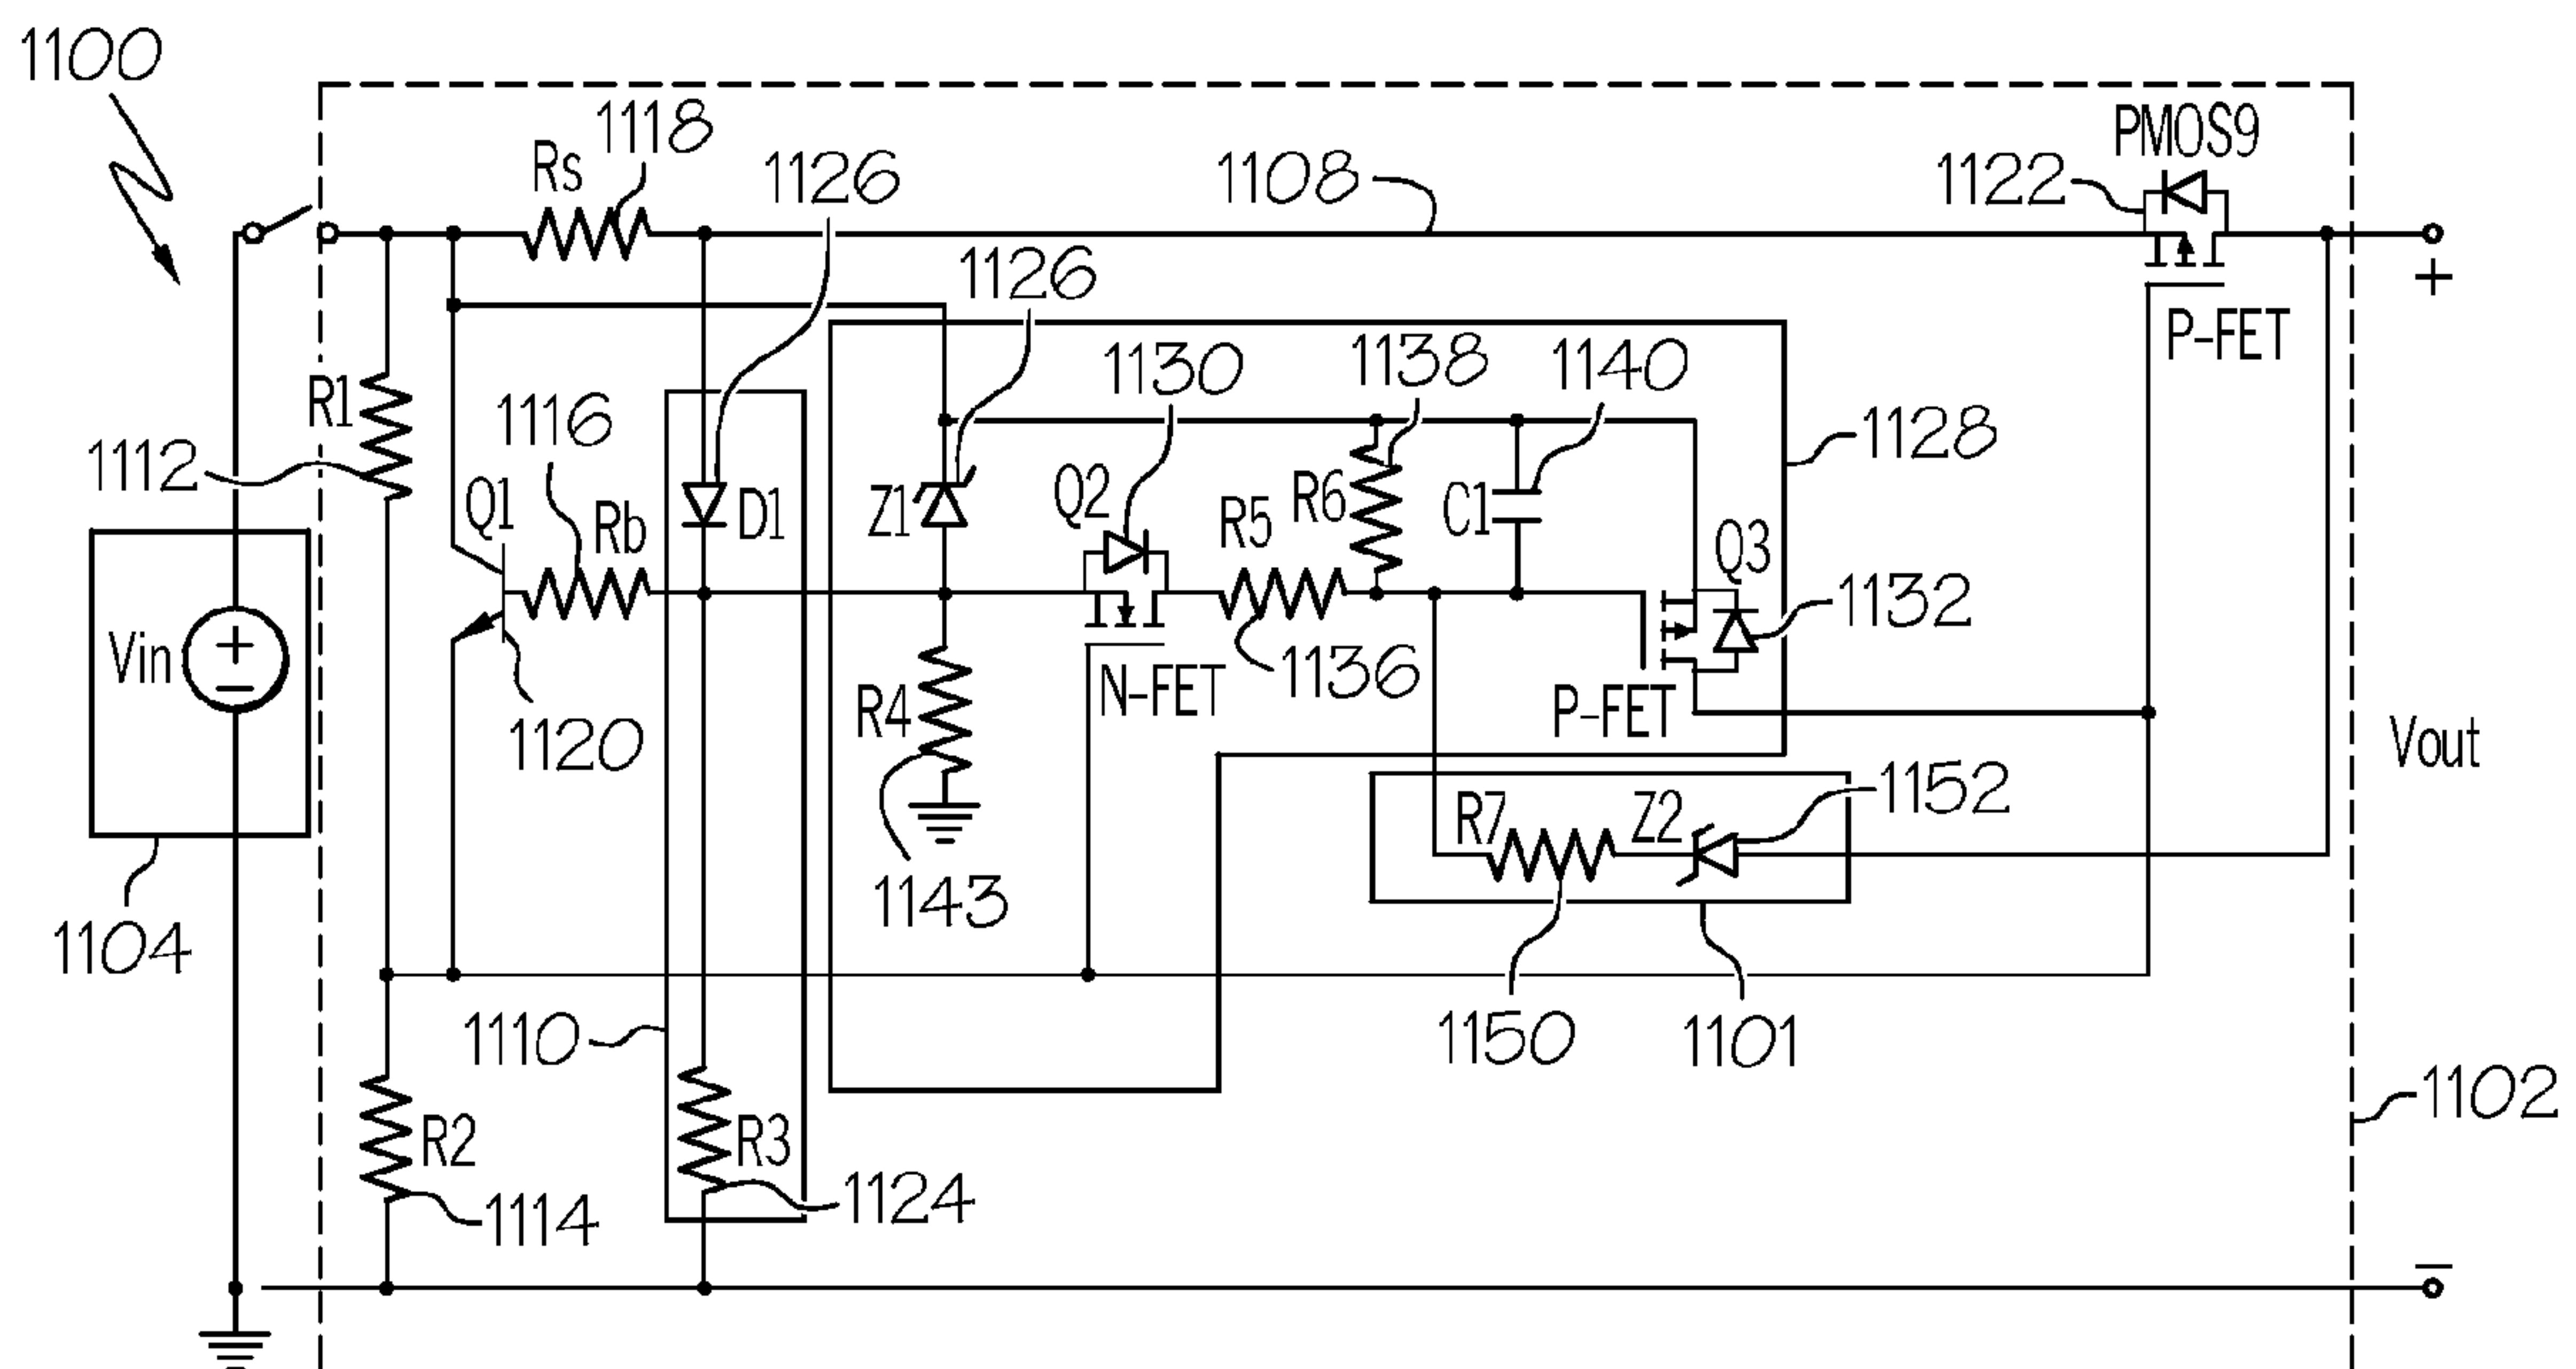 1100
Rs
1118
1126
1108
1122
PMOS9
+
P-FET
1126
1130
1138
1140
1128
R1
1112
1116
Q1
Rb
D1
Z1
Q2
R5
R6
C1
Q3
1132
Vin
+
−
1120
R4
N-FET
1136
P-FET
Vout
1104
1143
R7
Z2
1152
1110
1150
1101
1102
R2
1114
R3
1124
−